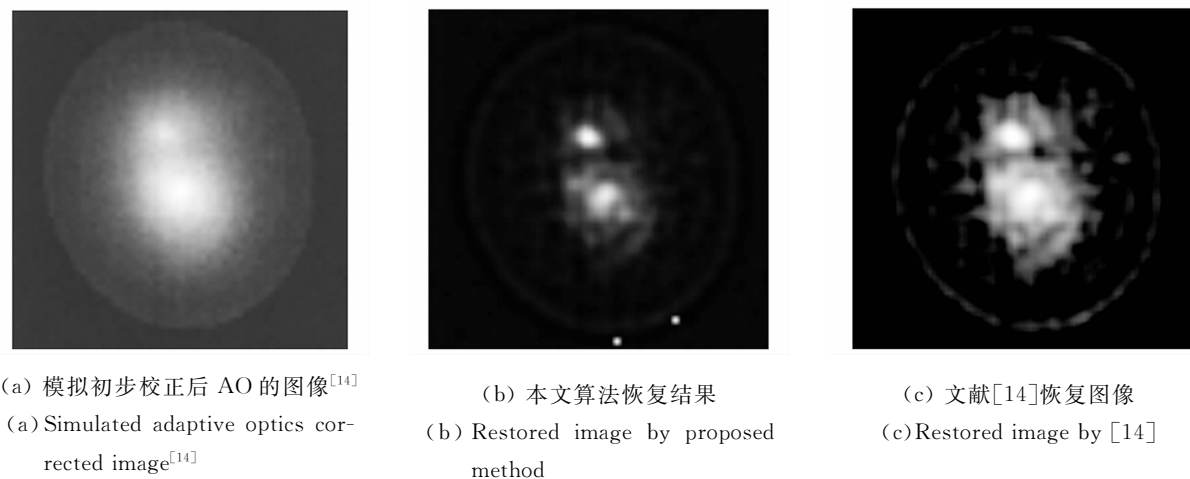 (a) 模拟初步校正后 AO 的图像[14]
(a) Simulated adaptive optics cor-
rected image[14]
(b) 本文算法恢复结果
(b) Restored image by proposed
method
(c) 文献[14]恢复图像
(c)Restored image by [14]